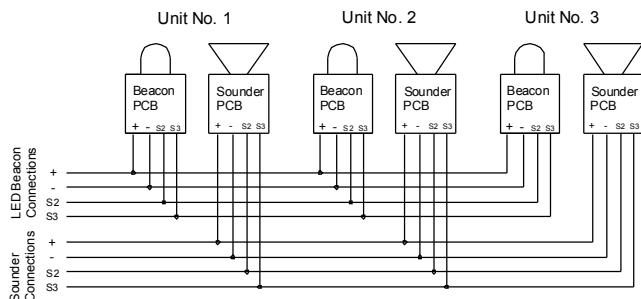 Unit No. 1 Unit No. 2 Unit No. 3
Beacon PCB
+ - S2 S3
Sounder PCB
+ - S2 S3
Beacon PCB
+ - S2 S3
Sounder PCB
+ - S2 S3
Beacon PCB
+ - S2 S3
Sounder PCB
+ - S2 S3
LED Beacon
Connections
+
-
S2
S3
Sounder
Connections
+
-
S2
S3